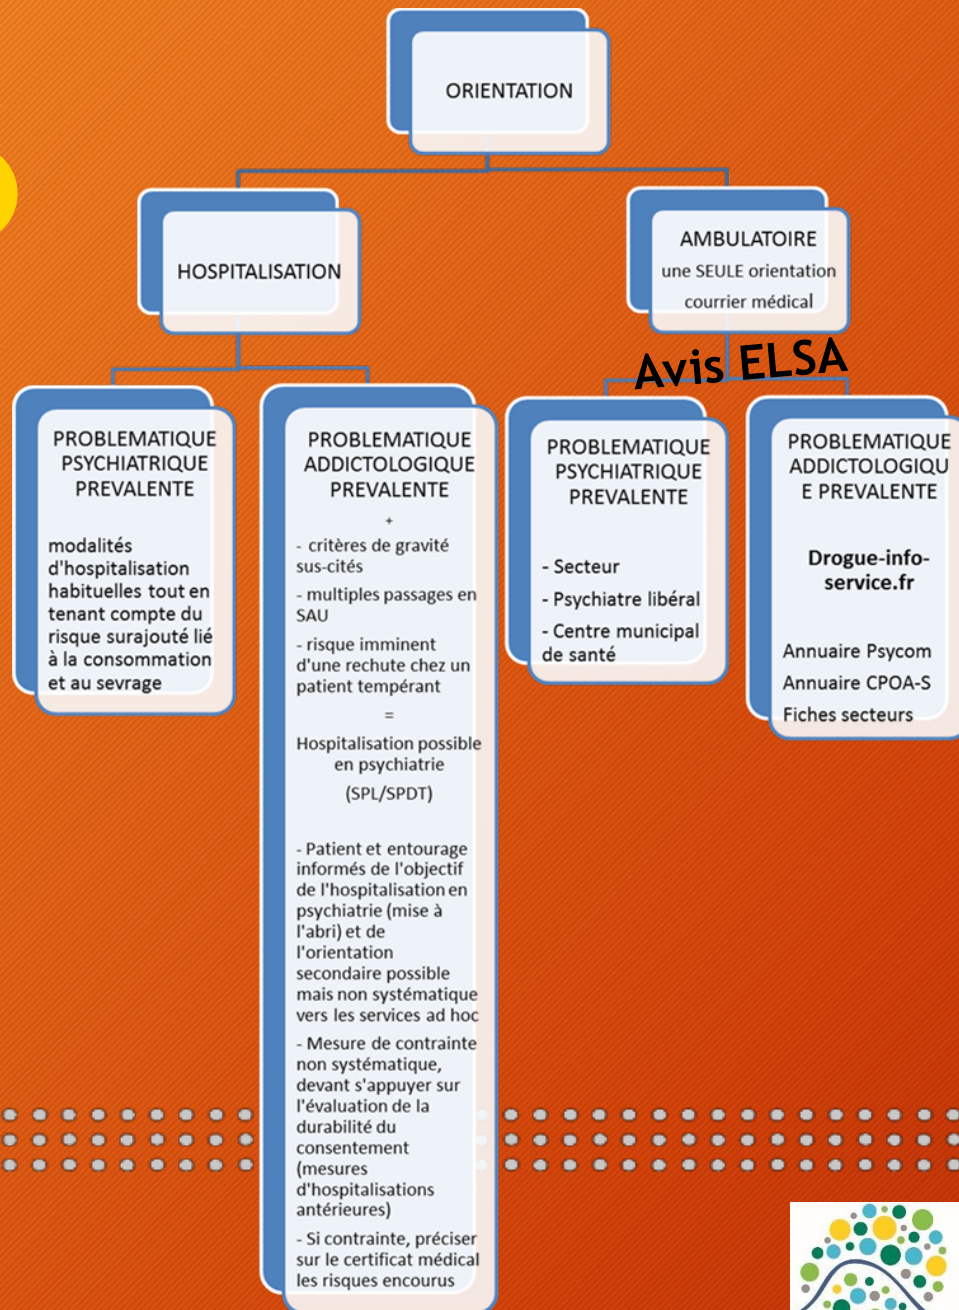 ORIENTATION
HOSPITALISATION
AMBULATOIRE
une SEULE orientation
courrier médical
Avis ELSA
PROBLEMATIQUE
PSYCHIATRIQUE
PREVALENTE
modalités
d'hospitalisation
habituelles tout en
tenant compte du
risque surajouté lié
à la consommation
et au sevrage
PROBLEMATIQUE
ADDICTOLOGIQUE
PREVALENTE
+
- critères de gravité
sus-cités
- multiples passages en
SAU
- risque imminent
d'une rechute chez un
patient tempérant
=
Hospitalisation possible
en psychiatrie
(SPL/SPDT)
- Patient et entourage
informés de l'objectif
de l'hospitalisation en
psychiatrie (mise à
l'abri) et de
l'orientation
secondaire possible
mais non systématique
vers les services ad hoc
- Mesure de contrainte
non systématique,
devant s'appuyer sur
l'évaluation de la
durabilité du
consentement
(mesures
d'hospitalisations
antérieures)
- Si contrainte, préciser
sur le certificat médical
les risques encourus
PROBLEMATIQUE
PSYCHIATRIQUE
PREVALENTE
- Secteur
- Psychiatre libéral
- Centre municipal
de santé
PROBLEMATIQUE
ADDICTOLOGIQU
E PREVALENTE
Drogue-info-
service.fr
Annuaire Psycom
Annuaire CPOA-S
Fiches secteurs